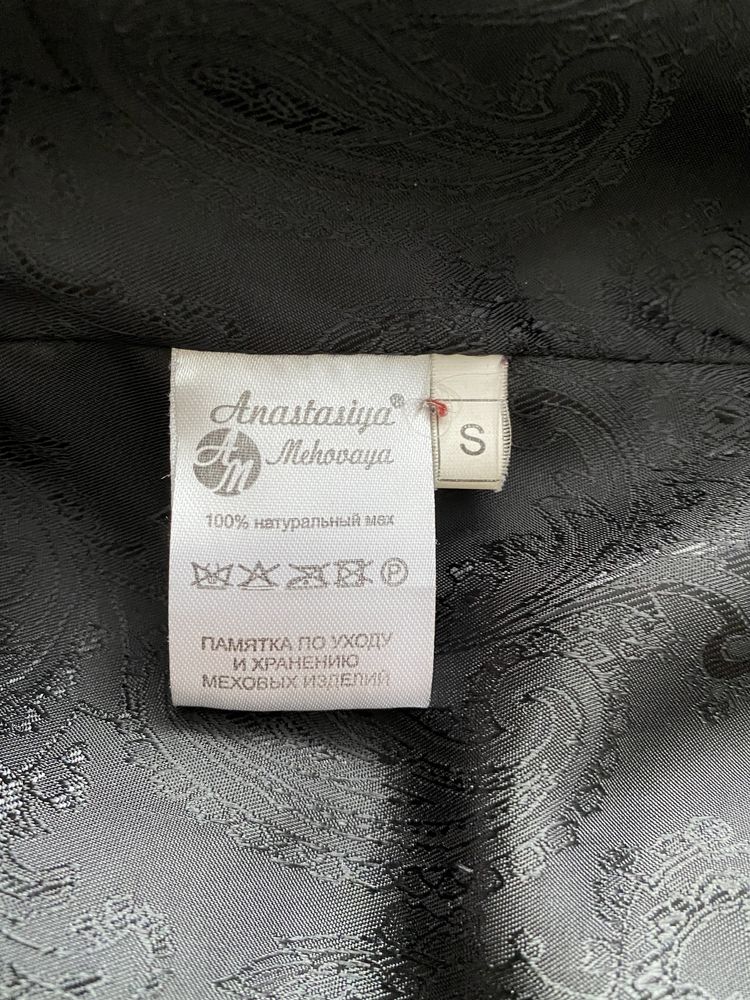 Anastasiya®
Mehovaya
AM
S
100% натуральный мех
P
ПАМЯТКА ПО УХОДУ
И ХРАНЕНИЮ
МЕХОВЫХ ИЗДЕЛИЙ